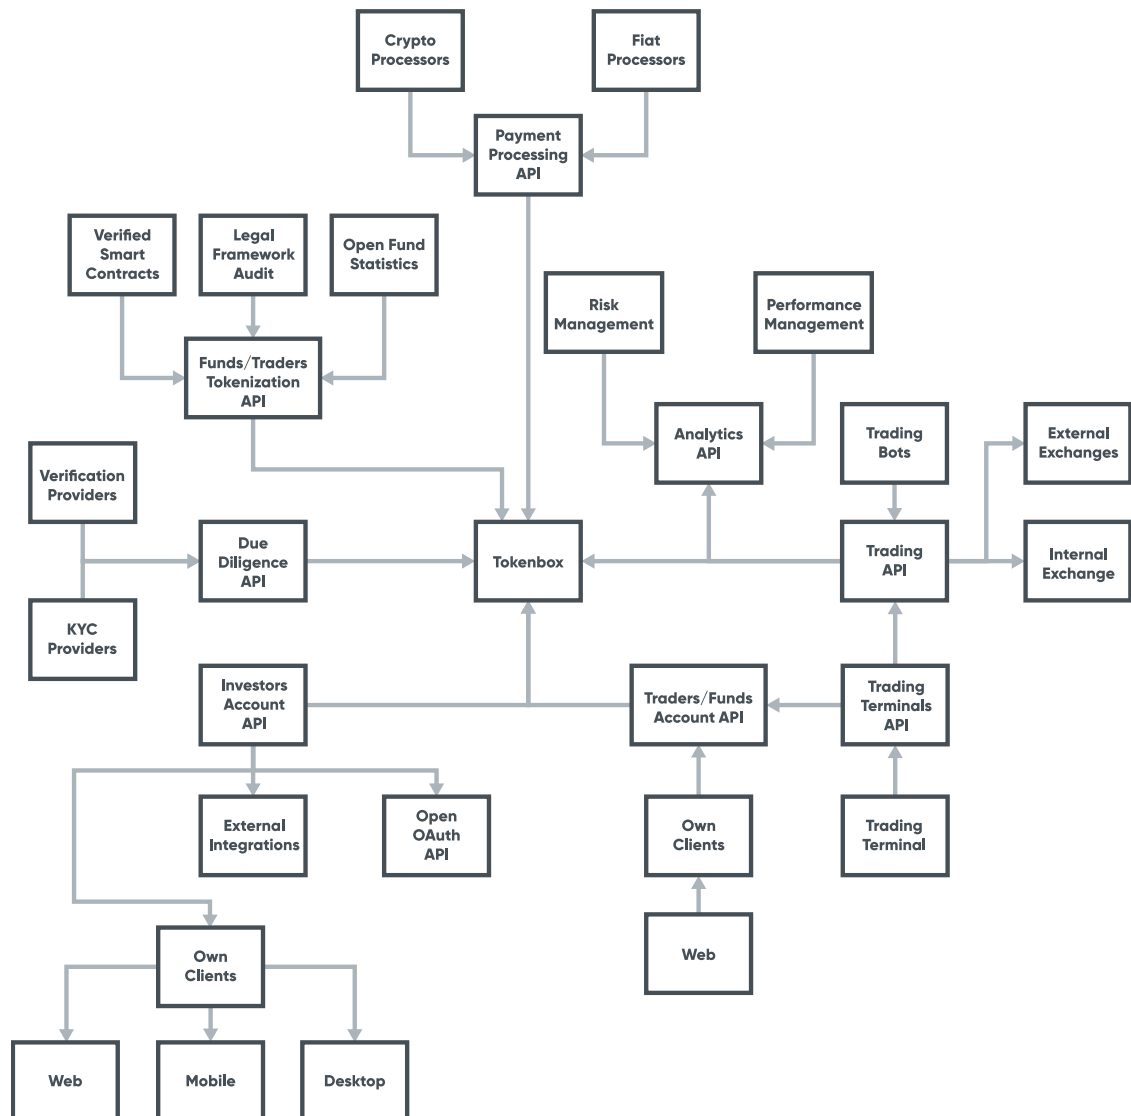 Crypto
Processors
Fiat
Processors
Payment
Processing
API
Verified
Smart
Contracts
Legal
Framework
Audit
Open Fund
Statistics
Risk
Management
Performance
Management
Funds/Traders
Tokenization
API
Analytics
API
Trading
Bots
External
Exchanges
Verification
Providers
Due
Diligence
API
Tokenbox
Trading
API
Internal
Exchange
KYC
Providers
Investors
Account
API
Traders/Funds
Account API
Trading
Terminals
API
External
Integrations
Open
OAuth
API
Own
Clients
Trading
Terminal
Own
Clients
Web
Web
Mobile
Desktop